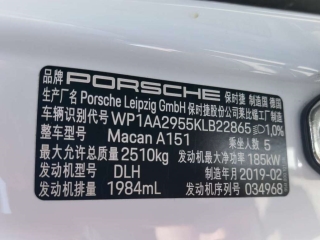 品牌 PORSCHE 保时捷 制造国 德国
生产厂名 Porsche Leipzig GmbH 保时捷股份公司莱比锡工厂制造
车辆识别代号 WP1AA2955KLB22865 1,0%
整车型号 Macan A151 乘坐人数 5
最大允许总质量 2510kg 发动机最大净功率 185kW
发动机型号 DLH 制造年月 2019-02
发动机排量 1984mL 发动机序列号 034968